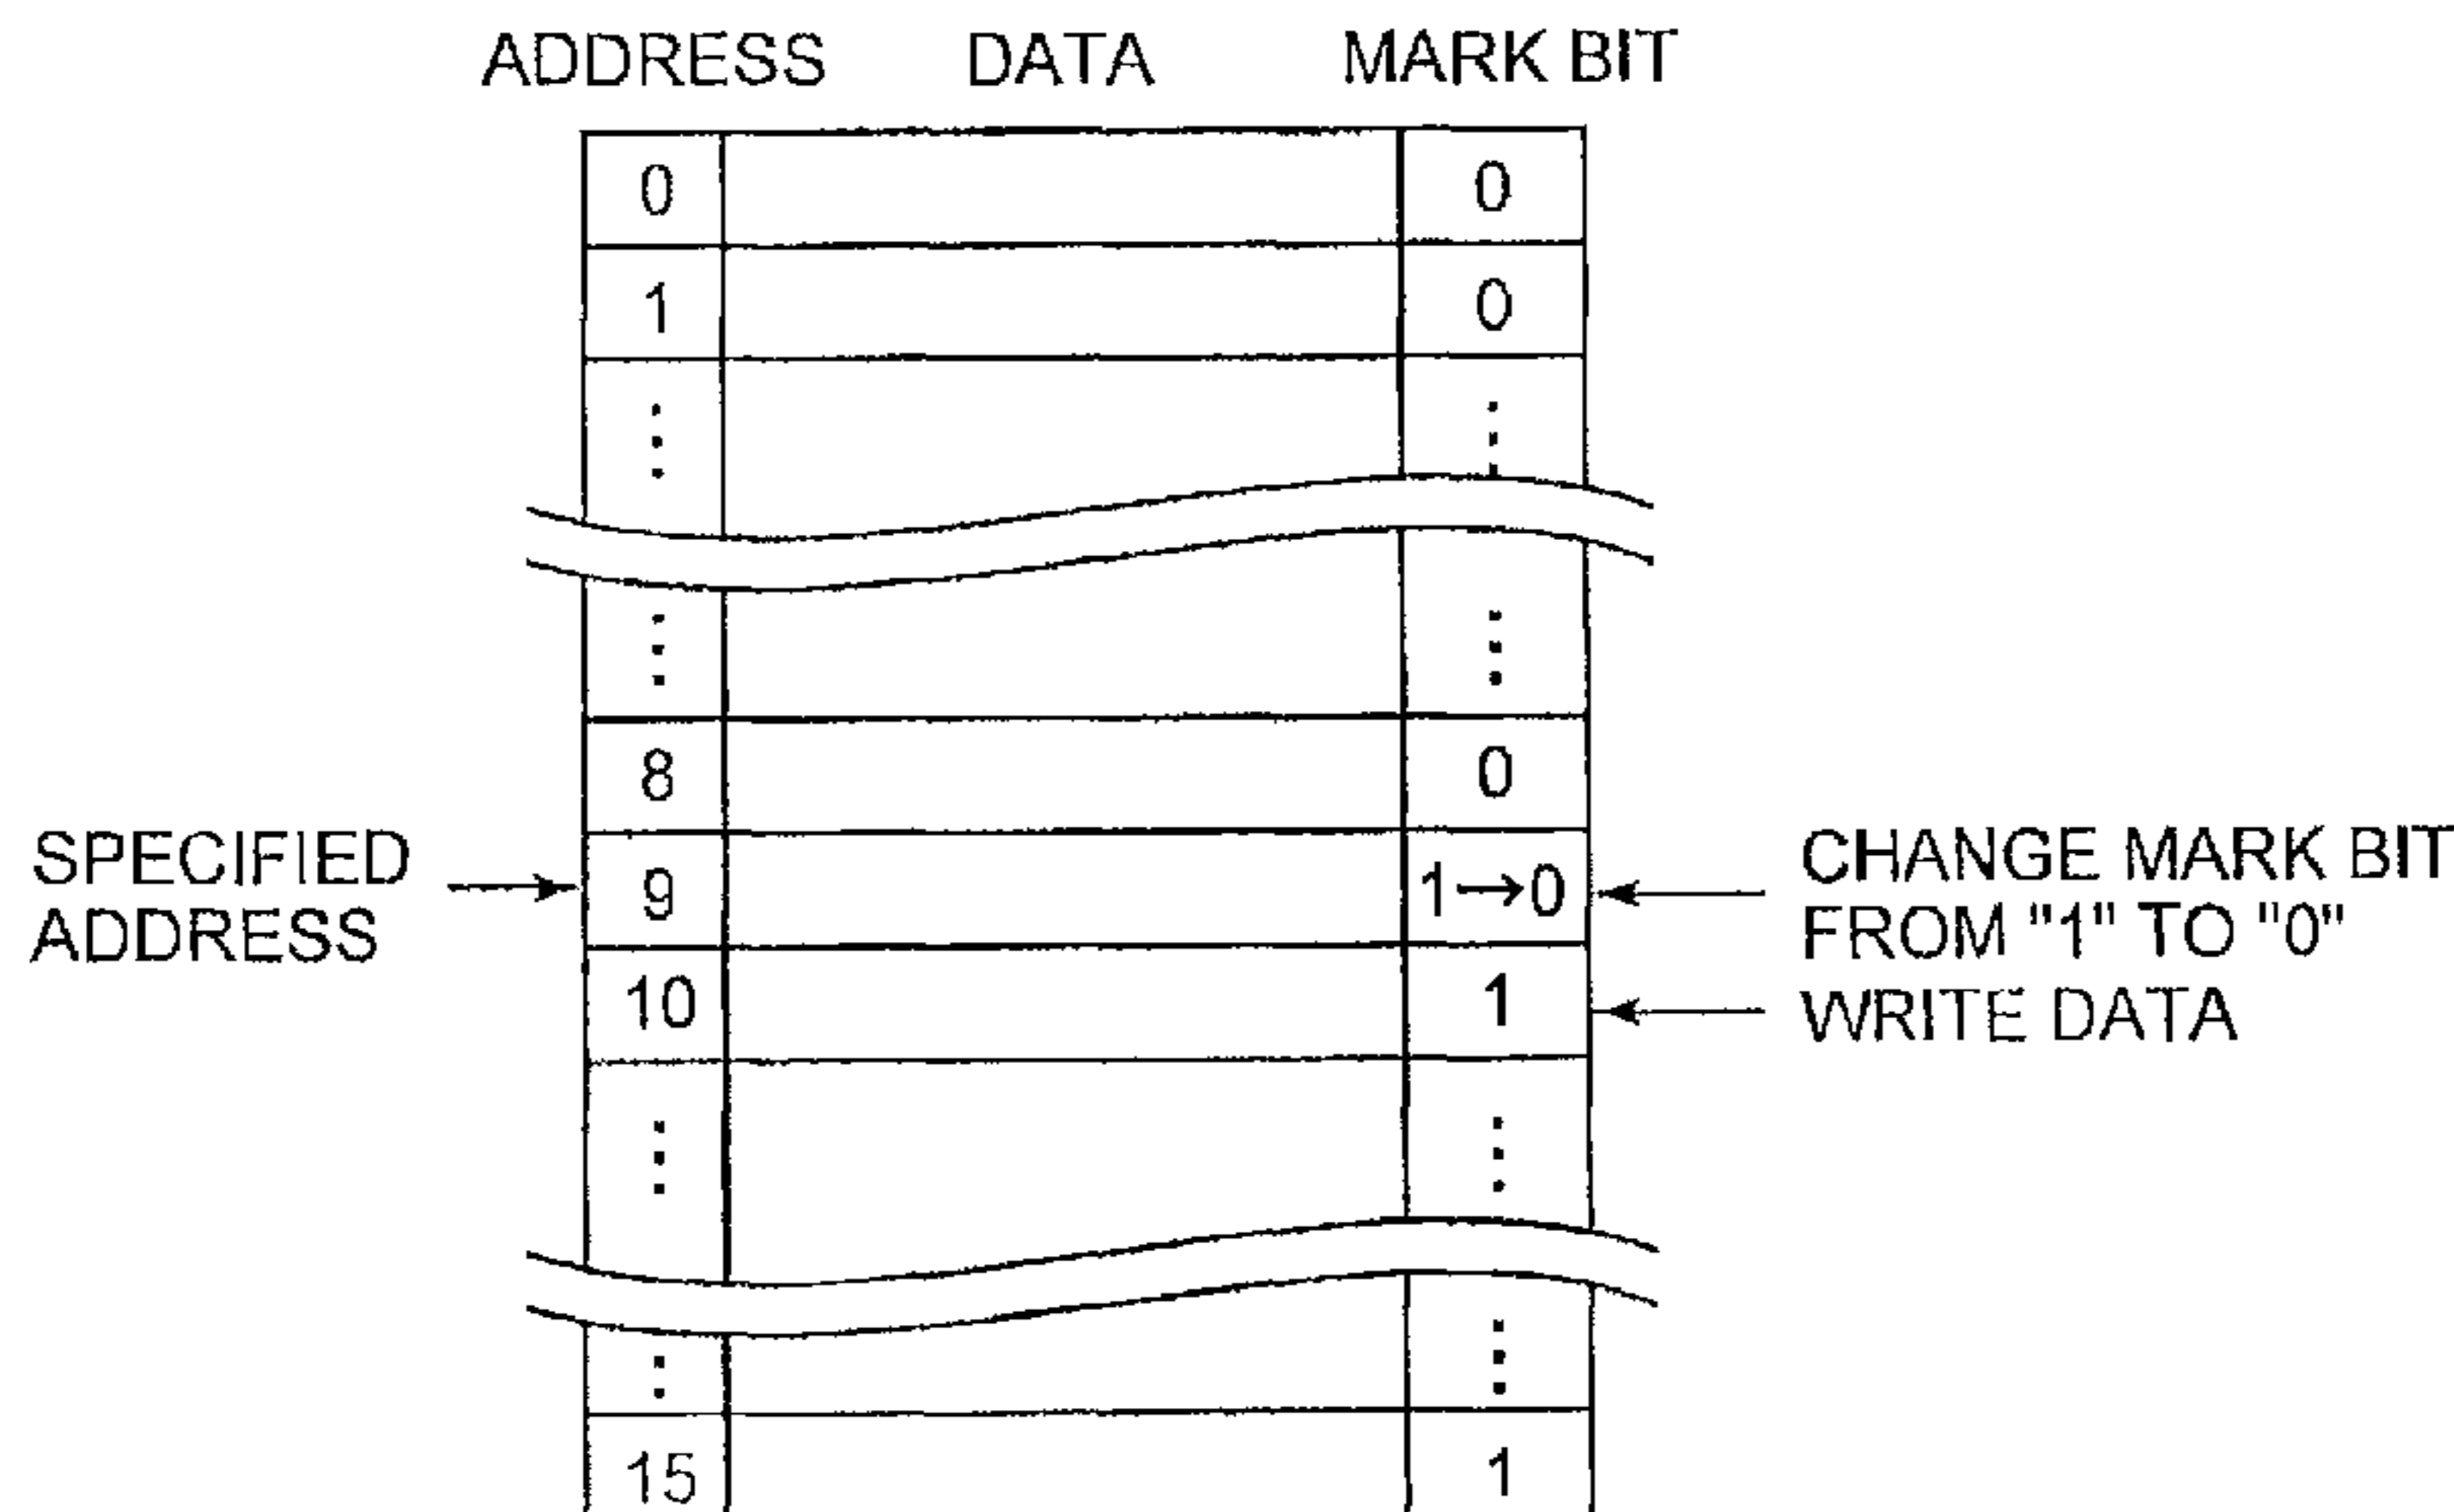 ADDRESS DATA MARK BIT
0 0
1 0
8 0
SPECIFIED
ADDRESS
9 1→0
CHANGE MARK BIT
FROM "1" TO "0"
10 1
WRITE DATA
15 1